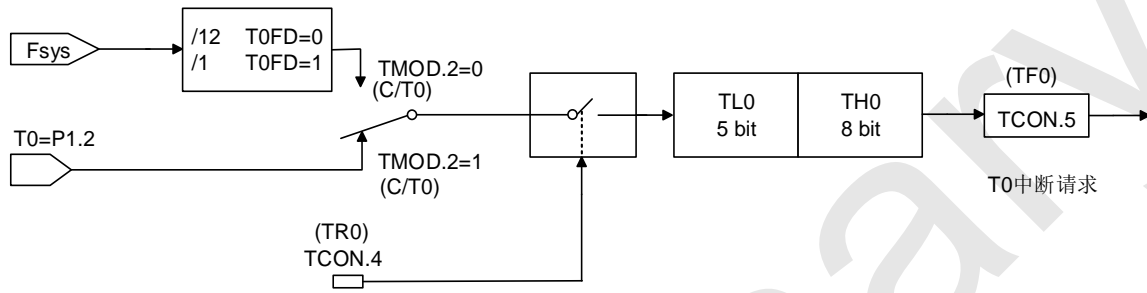 Fsys
/12 T0FD=0
/1 T0FD=1
TMOD.2=0
(C/T0)
T0=P1.2
TMOD.2=1
(C/T0)
(TR0)
TCON.4
TL0
5 bit
TH0
8 bit
(TF0)
TCON.5
T0中断请求